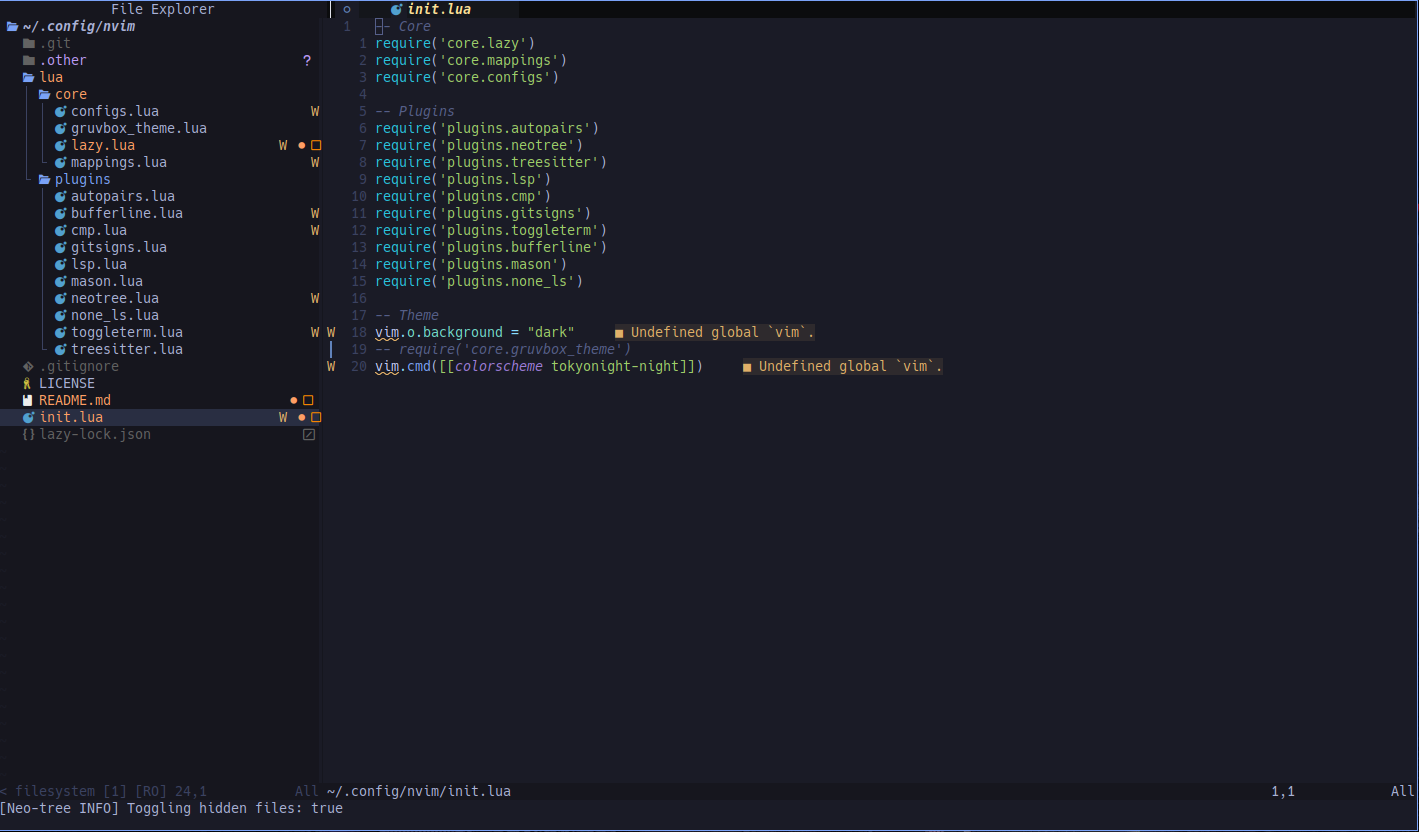 File Explorer
~/.config/nvim
.git
.other ?
lua
core
configs.lua W
gruvbox_theme.lua
lazy.lua W
mappings.lua W
plugins
autopairs.lua
bufferline.lua W
cmp.lua W
gitsigns.lua
lsp.lua
mason.lua
neotree.lua W
none_ls.lua
toggleterm.lua W
treesitter.lua
.gitignore
LICENSE
README.md
init.lua W
{} lazy-lock.json
< filesystem [1] [RO] 24,1 All
init.lua
1 -- Core
1 require('core.lazy')
2 require('core.mappings')
3 require('core.configs')
4
5 -- Plugins
6 require('plugins.autopairs')
7 require('plugins.neotree')
8 require('plugins.treesitter')
9 require('plugins.lsp')
10 require('plugins.cmp')
11 require('plugins.gitsigns')
12 require('plugins.toggleterm')
13 require('plugins.bufferline')
14 require('plugins.mason')
15 require('plugins.none_ls')
16
17 -- Theme
W 18 vim.o.background = "dark" ■ Undefined global `vim`.
19 -- require('core.gruvbox_theme')
W 20 vim.cmd([[colorscheme tokyonight-night]]) ■ Undefined global `vim`.
~/.config/nvim/init.lua 1,1 All
[Neo-tree INFO] Toggling hidden files: true